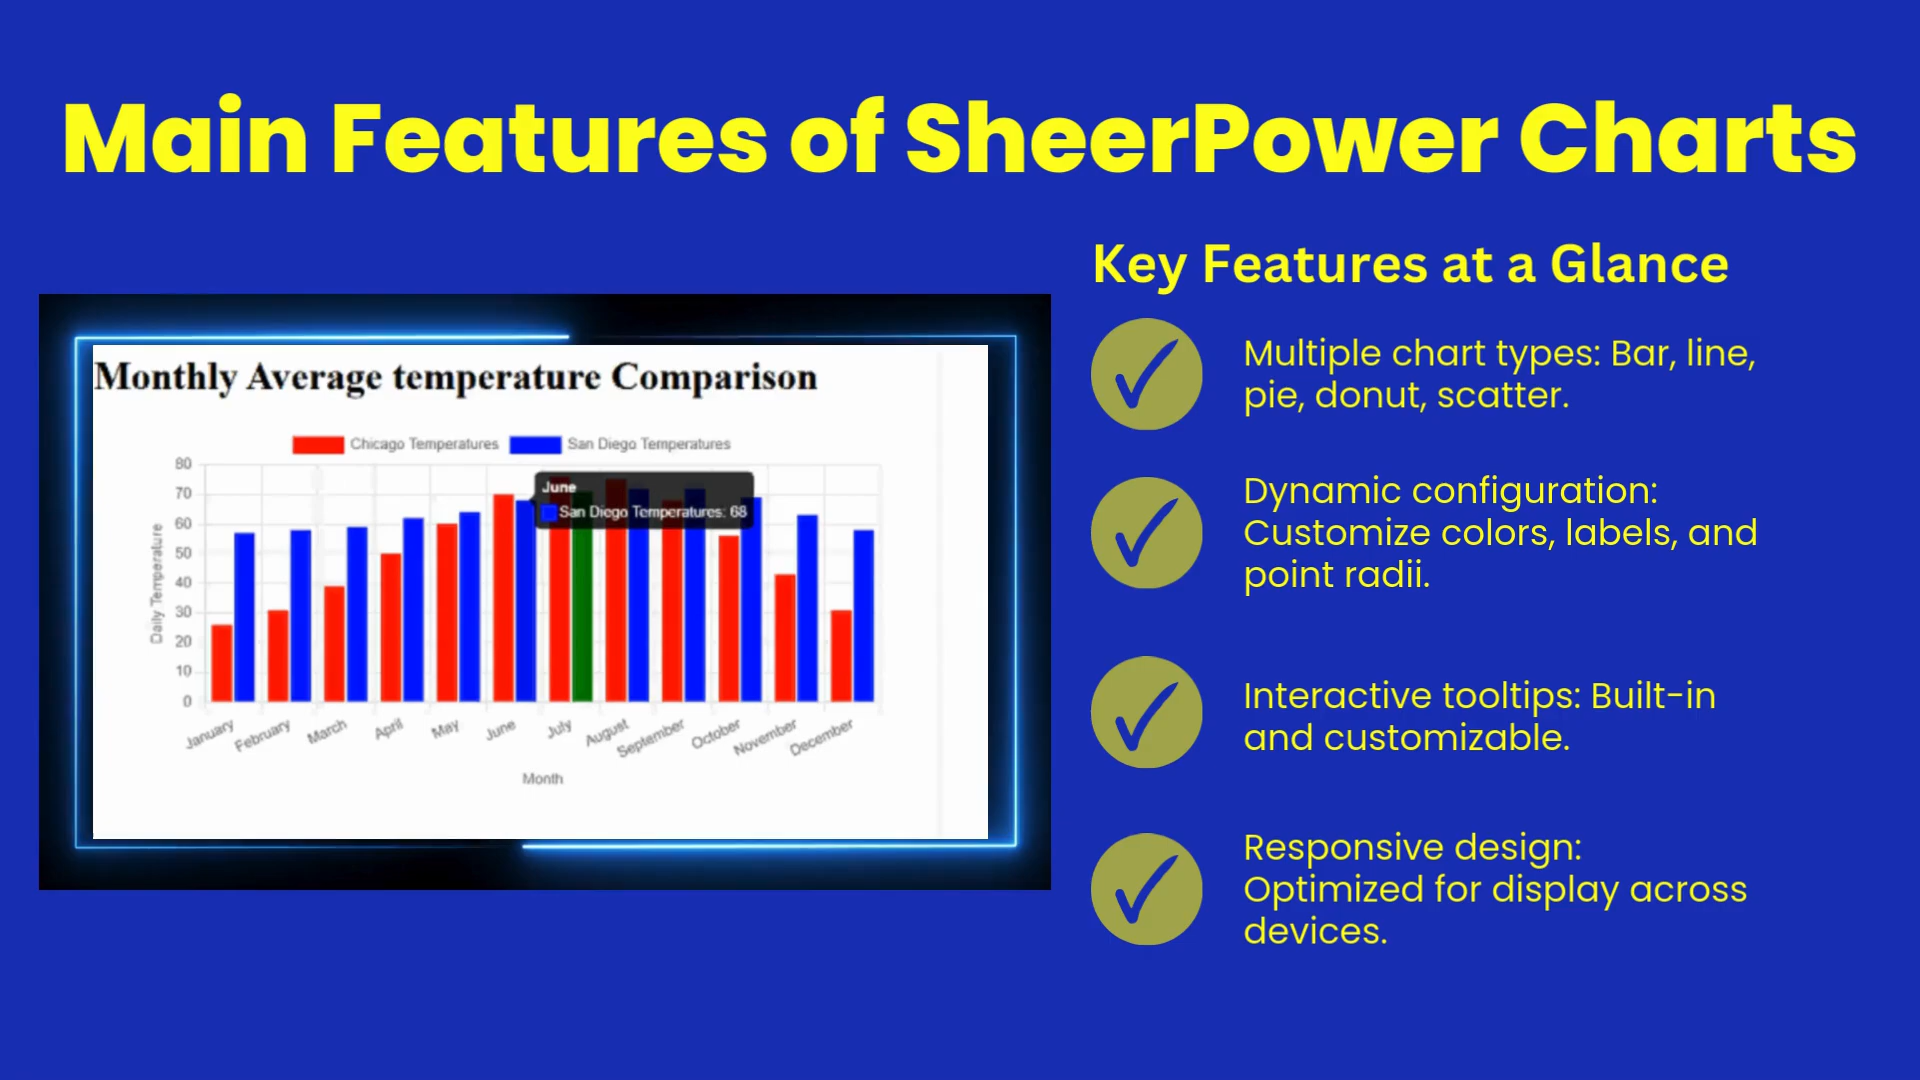 Main Features of SheerPower Charts
Monthly Average temperature Comparison
Chicago Temperatures
San Diego Temperatures
80
70
60
50
40
30
20
10
0
Daily Temperature
June
San Diego Temperatures: 68
January
February
March
April
May
June
July
August
September
October
November
December
Month
Key Features at a Glance
Multiple chart types: Bar, line,
pie, donut, scatter.
Dynamic configuration:
Customize colors, labels, and
point radii.
Interactive tooltips: Built-in
and customizable.
Responsive design:
Optimized for display across
devices.